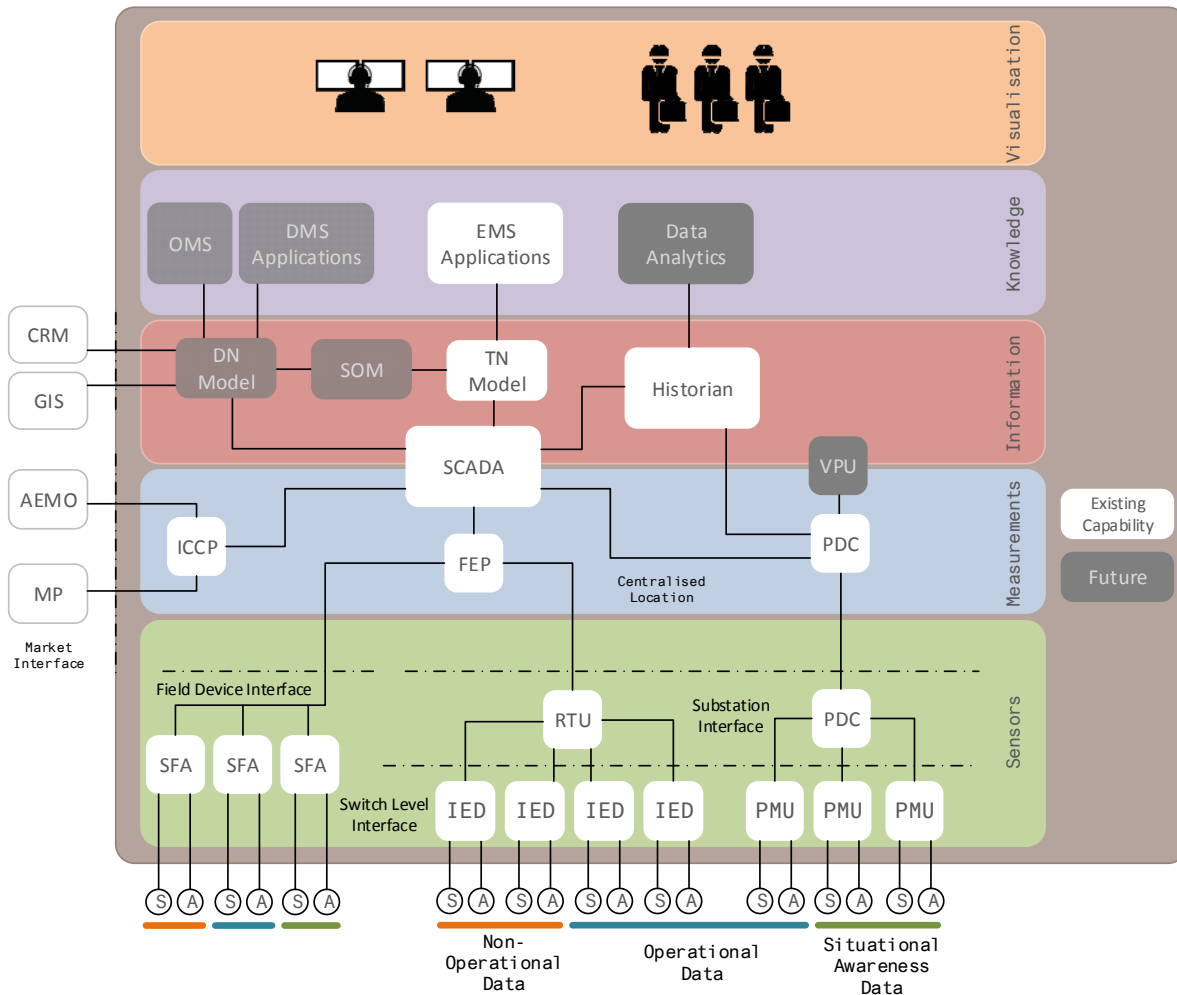 Visualisation
OMS
DMS
Applications
EMS
Applications
Data
Analytics
Knowledge
CRM
GIS
DN
Model
SOM
TN
Model
Historian
Information
SCADA
VPU
AEMO
ICCP
MP
FEP
PDC
Centralised
Location
Measurements
Existing
Capability
Future
Market
Interface
Field Device Interface
SFA
SFA
SFA
RTU
Substation
Interface
PDC
Sensors
Switch Level
Interface
IED
IED
IED
IED
PMU
PMU
PMU
S A S A S A S A S A S A S A S A S A S A
Non-
Operational
Data
Operational
Data
Situational
Awareness
Data